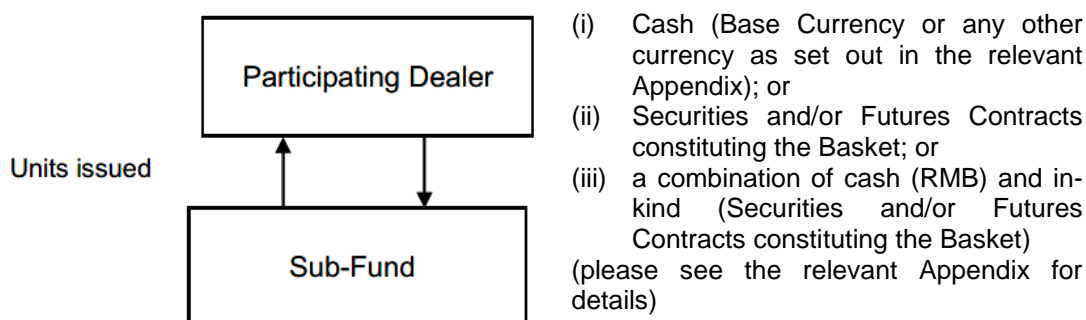 Participating Dealer
Units issued
Sub-Fund
(i) Cash (Base Currency or any other
currency as set out in the relevant
Appendix); or
(ii) Securities and/or Futures Contracts
constituting the Basket; or
(iii) a combination of cash (RMB) and in-
kind (Securities and/or Futures
Contracts constituting the Basket)
(please see the relevant Appendix for
details)